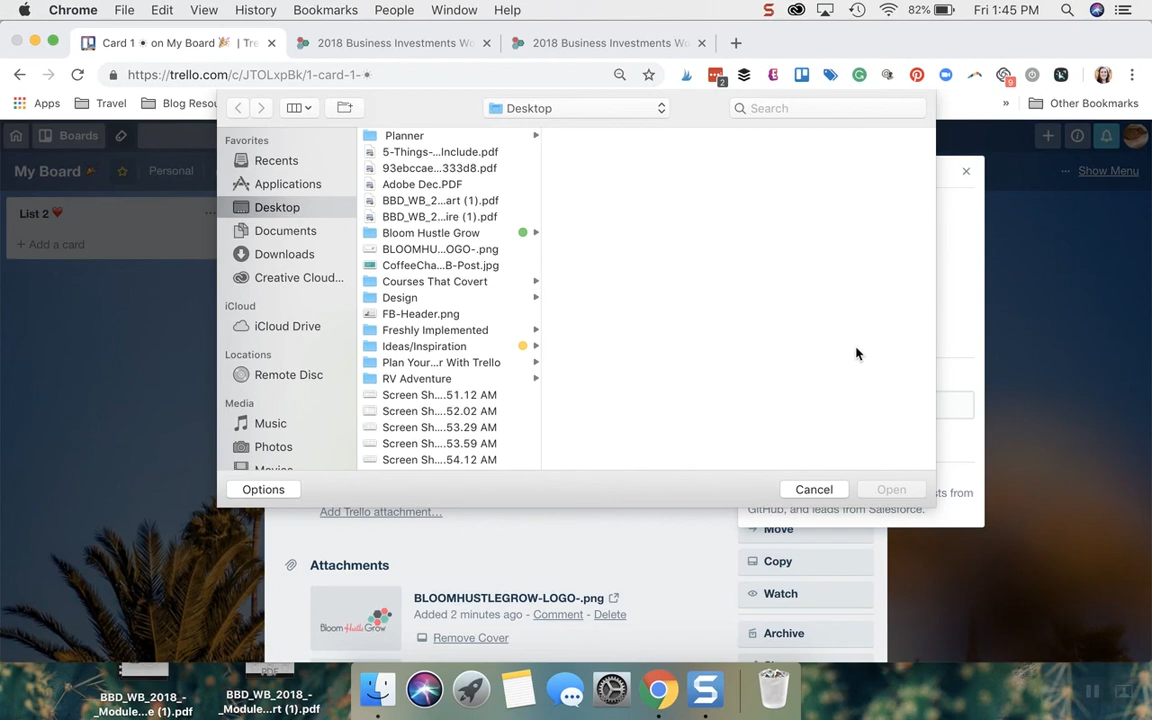 Chrome File Edit View History Bookmarks People Window Help 82% Fri 1:45 PM
Card 1 ☀ on My Board 🎉 | Tre
2018 Business Investments Wo
2018 Business Investments Wo
https://trello.com/c/JTOLxpBk/1-card-1-☀
2
9
Apps Travel Blog Resou
» Other Bookmarks
Desktop
Search
Boards
My Board 🎉 Personal
... Show Menu
List 2 ❤️ ...
+ Add a card
Favorites
Recents
Applications
Desktop
Documents
Downloads
Creative Cloud...
iCloud
iCloud Drive
Locations
Remote Disc
Media
Music
Photos
Movies
Planner
5-Things-...Include.pdf
93ebccae...333d8.pdf
Adobe Dec.PDF
BBD_WB_2...art (1).pdf
BBD_WB_2...ire (1).pdf
Bloom Hustle Grow
BLOOMHU...OGO-.png
CoffeeCha...B-Post.jpg
Courses That Covert
Design
FB-Header.png
Freshly Implemented
Ideas/Inspiration
Plan Your...r With Trello
RV Adventure
Screen Sh....51.12 AM
Screen Sh....52.02 AM
Screen Sh....53.29 AM
Screen Sh....53.59 AM
Screen Sh....54.12 AM
Options
Cancel
Open
sts from
GitHub, and leads from Salesforce.
Add Trello attachment...
Attachments
BLOOMHUSTLEGROW-LOGO-.png
Added 2 minutes ago - Comment - Delete
Remove Cover
Bloom Hustle Grow
Move
Copy
Watch
Archive
BBD_WB_2018_-
_Module...e (1).pdf
PDF
BBD_WB_2018_-
_Module...rt (1).pdf